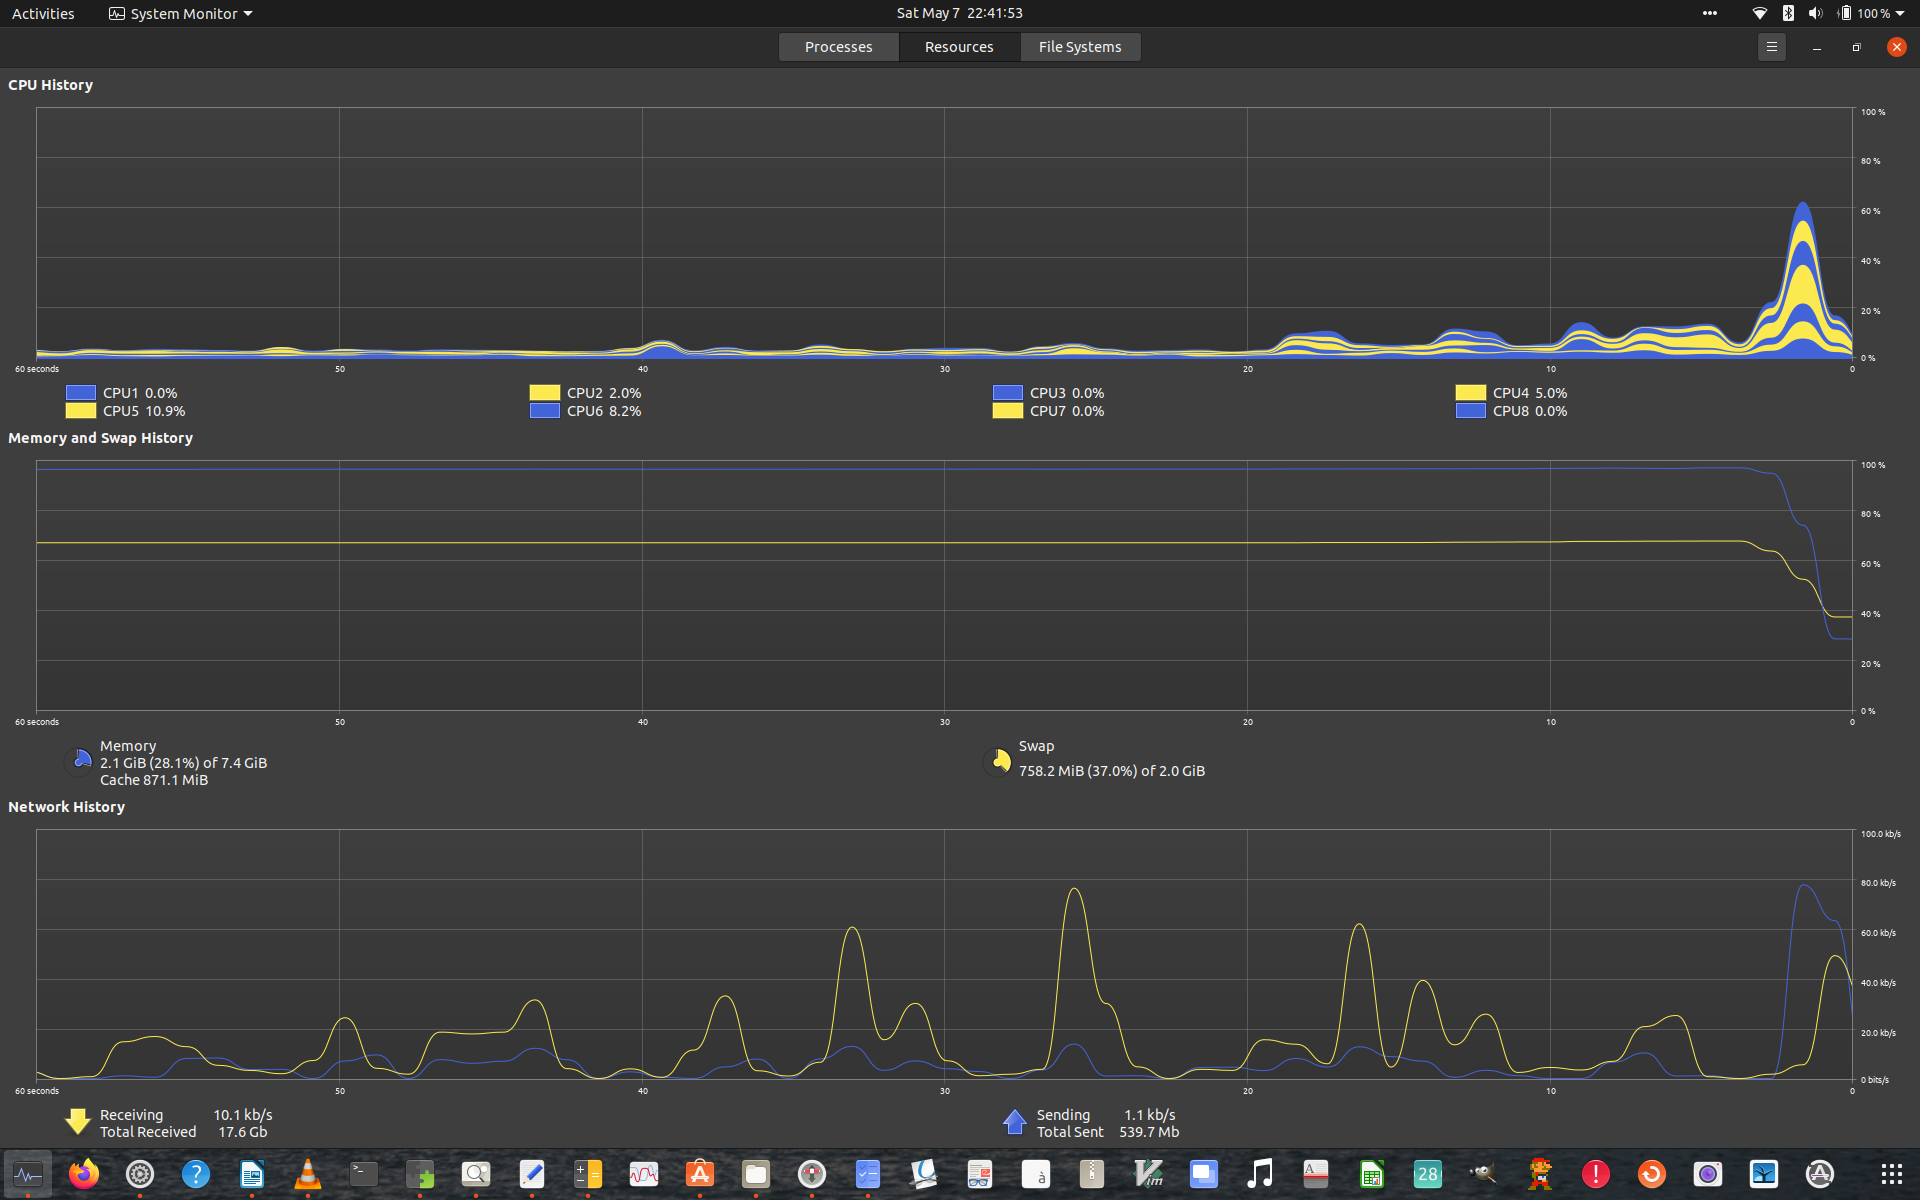 Activities System Monitor Sat May 7 22:41:53 100 %
Processes Resources File Systems
CPU History
100 %
80 %
60 %
40 %
20 %
0 %
60 seconds 50 40 30 20 10 0
CPU1 0.0% CPU2 2.0% CPU3 0.0% CPU4 5.0%
CPU5 10.9% CPU6 8.2% CPU7 0.0% CPU8 0.0%
Memory and Swap History
100 %
80 %
60 %
40 %
20 %
0 %
60 seconds 50 40 30 20 10 0
Memory Swap
2.1 GiB (28.1%) of 7.4 GiB 758.2 MiB (37.0%) of 2.0 GiB
Cache 871.1 MiB
Network History
100.0 kb/s
80.0 kb/s
60.0 kb/s
40.0 kb/s
20.0 kb/s
0 bits/s
60 seconds 50 40 30 20 10 0
Receiving 10.1 kb/s Sending 1.1 kb/s
Total Received 17.6 Gb Total Sent 539.7 Mb
>_ ? A à Vim A 28 ! A